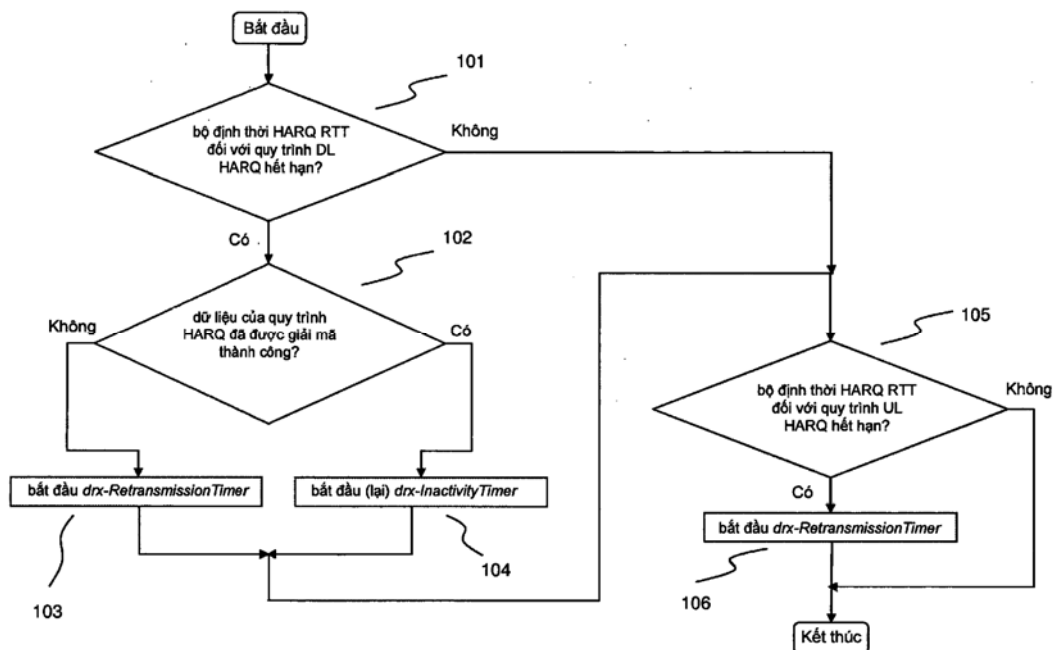 Bắt đầu
101
bộ định thời HARQ RTT
đối với quy trình DL
HARQ hết hạn?
Không
Có
102
dữ liệu của quy trình
HARQ đã được giải mã
thành công?
Không
Có
bắt đầu drx-RetransmissionTimer
103
bắt đầu (lại) drx-InactivityTimer
104
105
bộ định thời HARQ RTT
đối với quy trình UL
HARQ hết hạn?
Không
Có
bắt đầu drx-RetransmissionTimer
106
Kết thúc